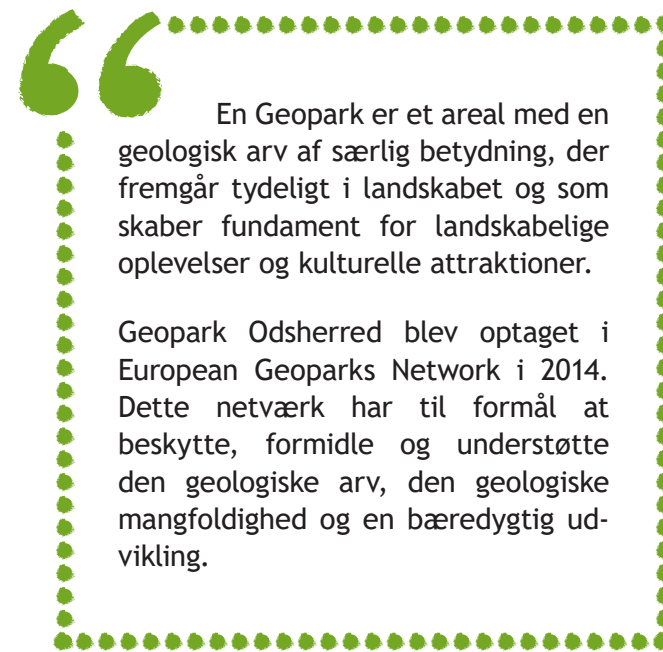 En Geopark er et areal med en
geologisk arv af særlig betydning, der
fremgår tydeligt i landskabet og som
skaber fundament for landskabelige
oplevelser og kulturelle attraktioner.
Geopark Odsherred blev optaget i
European Geoparks Network i 2014.
Dette netværk har til formål at
beskytte, formidle og understøtte
den geologiske arv, den geologiske
mangfoldighed og en bæredygtig ud-
vikling.